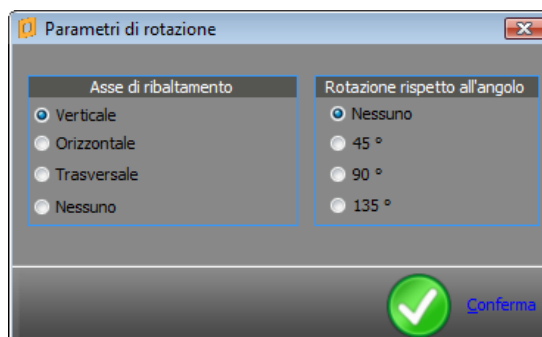 Parametri di rotazione
Asse di ribaltamento
Verticale
Orizzontale
Trasversale
Nessuno
Rotazione rispetto all'angolo
Nessuno
45 °
90 °
135 °
Conferma